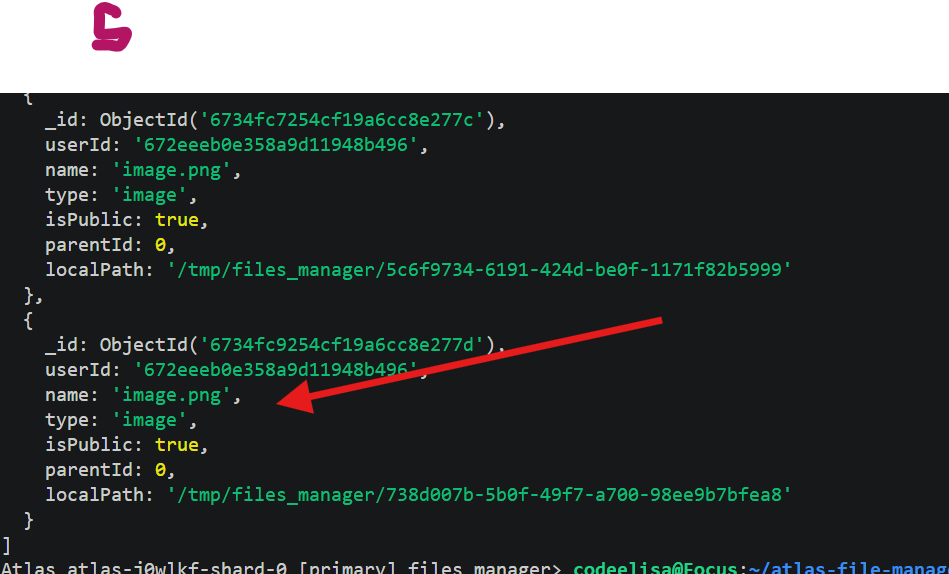 5
{
_id: ObjectId('6734fc7254cf19a6cc8e277c'),
userId: '672eeeb0e358a9d11948b496',
name: 'image.png',
type: 'image',
isPublic: true,
parentId: 0,
localPath: '/tmp/files_manager/5c6f9734-6191-424d-be0f-1171f82b5999'
},
{
_id: ObjectId('6734fc9254cf19a6cc8e277d'),
userId: '672eeeb0e358a9d11948b496',
name: 'image.png',
type: 'image',
isPublic: true,
parentId: 0,
localPath: '/tmp/files_manager/738d007b-5b0f-49f7-a700-98ee9b7bfea8'
}
]
Atlas atlas-j0wlkf-shard-0 [primary] files_manager> codeelisa@Focus:~/atlas-file-manag